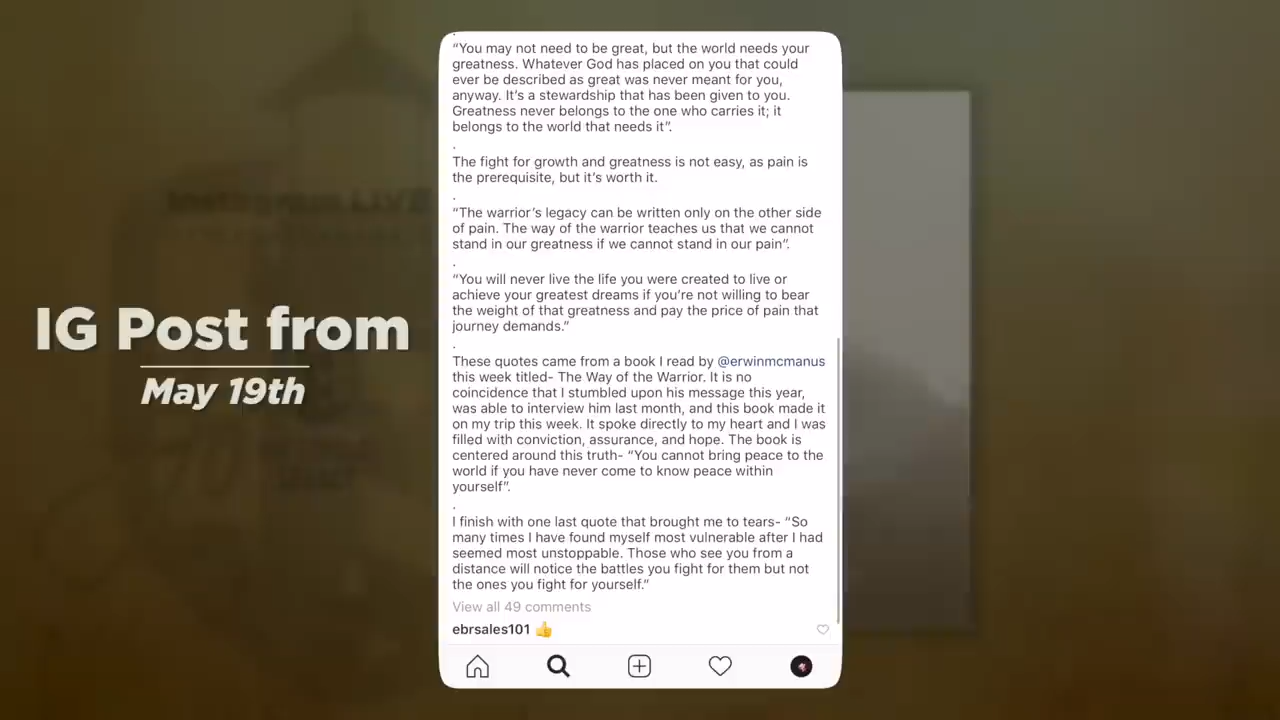 IG Post from
May 19th
.
“You may not need to be great, but the world needs your
greatness. Whatever God has placed on you that could
ever be described as great was never meant for you,
anyway. It’s a stewardship that has been given to you.
Greatness never belongs to the one who carries it; it
belongs to the world that needs it”.
.
The fight for growth and greatness is not easy, as pain is
the prerequisite, but it’s worth it.
.
“The warrior’s legacy can be written only on the other side
of pain. The way of the warrior teaches us that we cannot
stand in our greatness if we cannot stand in our pain”.
.
“You will never live the life you were created to live or
achieve your greatest dreams if you’re not willing to bear
the weight of that greatness and pay the price of pain that
journey demands.”
.
These quotes came from a book I read by @erwinmcmanus
this week titled- The Way of the Warrior. It is no
coincidence that I stumbled upon his message this year,
was able to interview him last month, and this book made it
on my trip this week. It spoke directly to my heart and I was
filled with conviction, assurance, and hope. The book is
centered around this truth- “You cannot bring peace to the
world if you have never come to know peace within
yourself”.
.
I finish with one last quote that brought me to tears- “So
many times I have found myself most vulnerable after I had
seemed most unstoppable. Those who see you from a
distance will notice the battles you fight for them but not
the ones you fight for yourself.”
View all 49 comments
ebrsales101 👍
Instagram LIVE